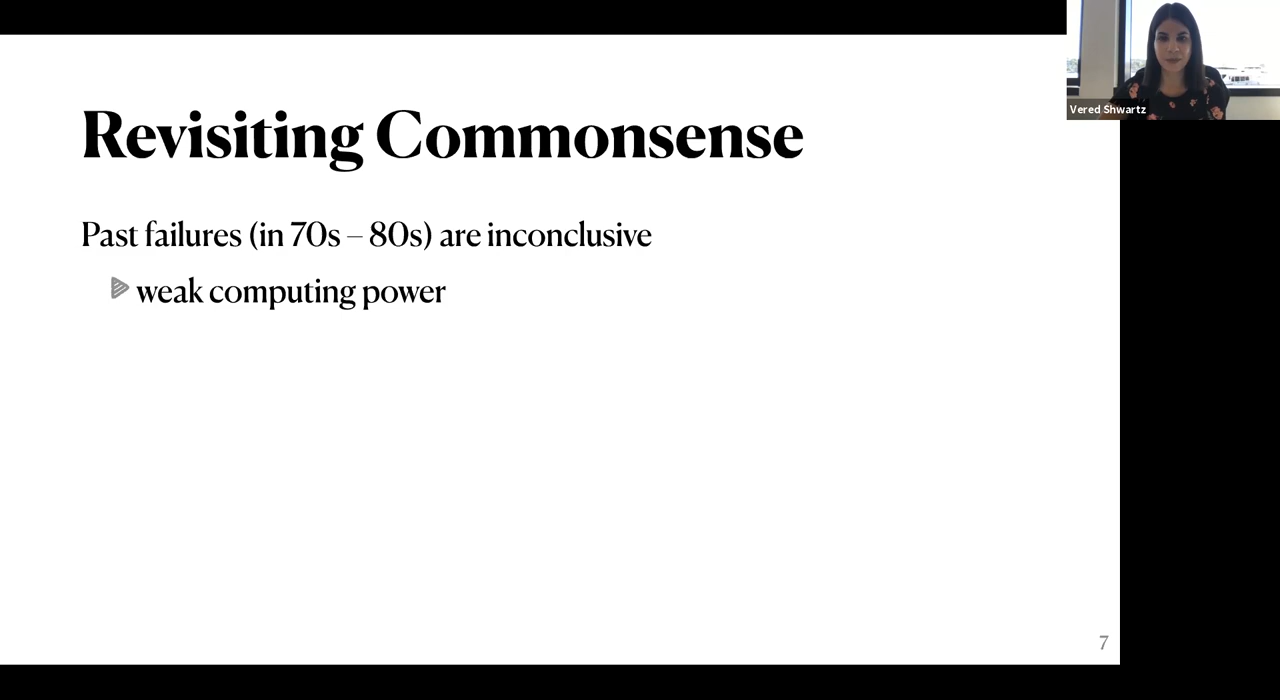 Vered Shwartz
Revisiting Commonsense
Past failures (in 70s – 80s) are inconclusive
weak computing power
7